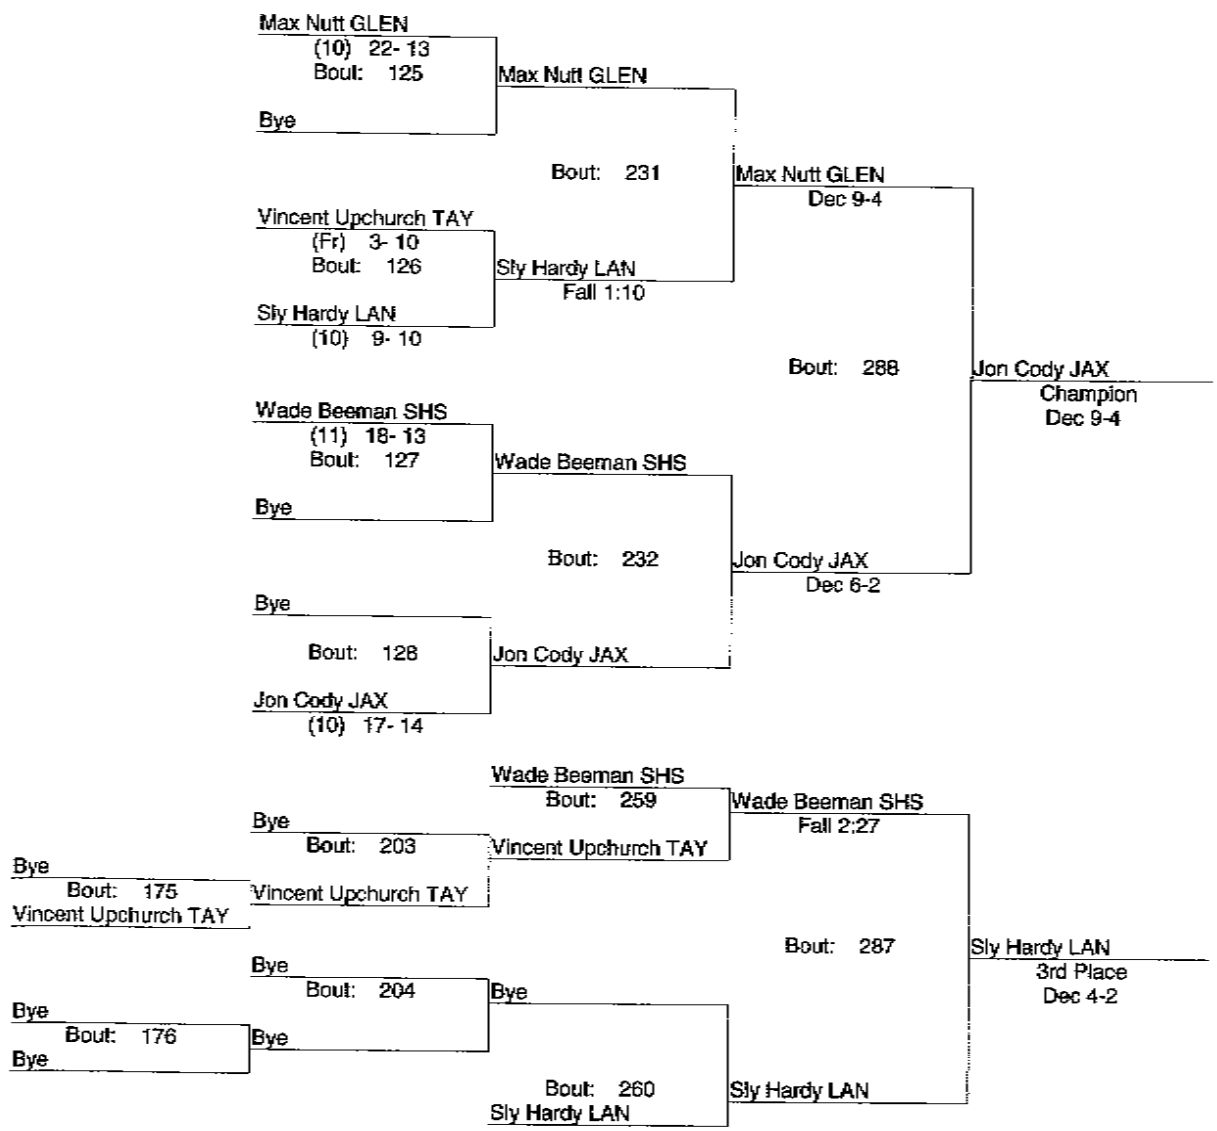 Max Nutt GLEN
(10) 22- 13
Bout: 125
Max Nutt GLEN
Bye
Bout: 231
Max Nutt GLEN
Dec 9-4
Vincent Upchurch TAY
(Fr) 3- 10
Bout: 126
Sly Hardy LAN
Fall 1:10
Sly Hardy LAN
(10) 9- 10
Bout: 288
Jon Cody JAX
Champion
Dec 9-4
Wade Beeman SHS
(11) 18- 13
Bout: 127
Wade Beeman SHS
Bye
Bout: 232
Jon Cody JAX
Dec 6-2
Bye
Bout: 128
Jon Cody JAX
Jon Cody JAX
(10) 17- 14
Wade Beeman SHS
Bout: 259
Wade Beeman SHS
Fall 2:27
Bye
Bout: 203
Vincent Upchurch TAY
Bye
Bout: 175
Vincent Upchurch TAY
Vincent Upchurch TAY
Bout: 287
Sly Hardy LAN
3rd Place
Dec 4-2
Bye
Bout: 204
Bye
Bye
Bout: 176
Bye
Bye
Bout: 260
Sly Hardy LAN
Sly Hardy LAN